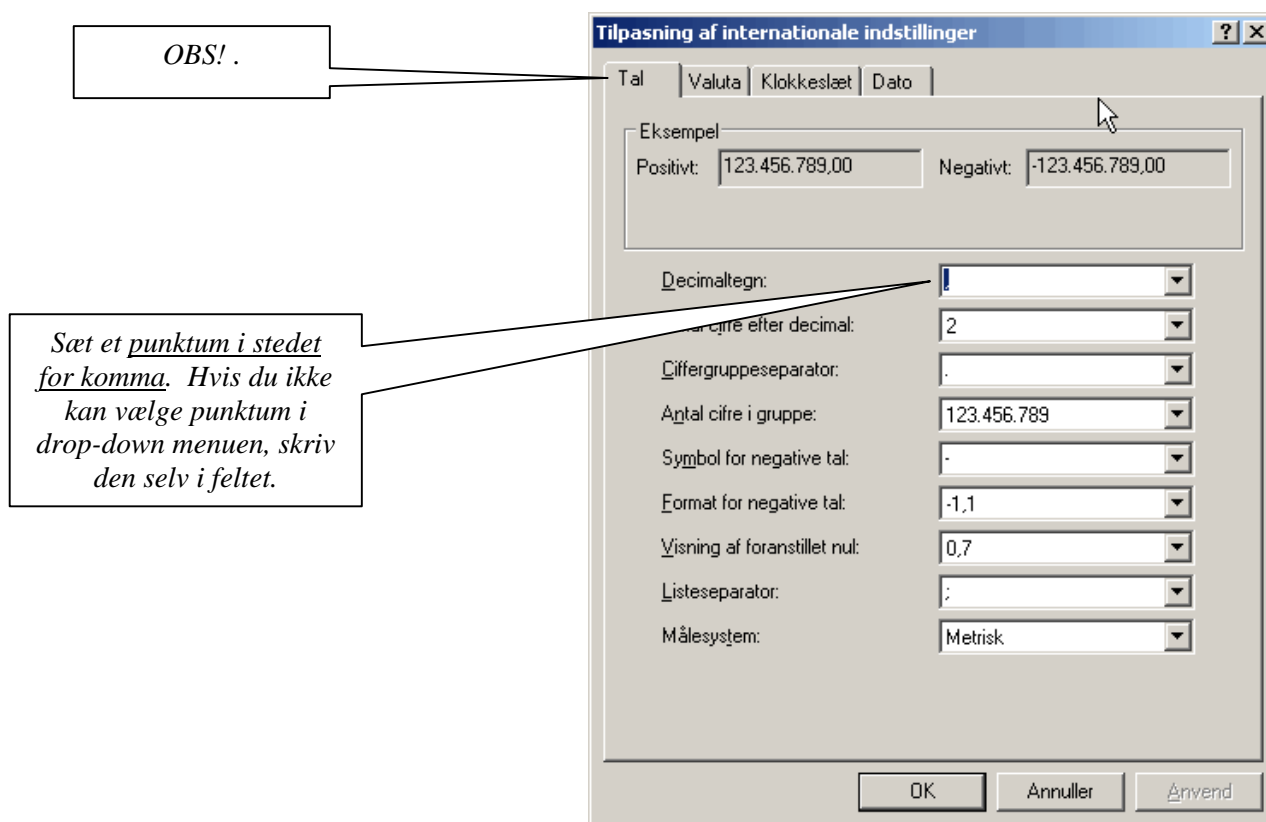 OBS! .
Tilpasning af internationale indstillinger
Tal Valuta Klokkeslæt Dato
Eksempel
Positivt: 123.456.789,00 Negativt: -123.456.789,00
Decimaltegn: ,
cifre efter decimal: 2
Ciffergruppeseparator: .
Antal cifre i gruppe: 123.456.789
Symbol for negative tal: -
Format for negative tal: -1,1
Visning af foranstillet nul: 0,7
Listeseparator: ;
Målesystem: Metrisk
OK Annuller Anvend
Sæt et punktum i stedet
for komma. Hvis du ikke
kan vælge punktum i
drop-down menuen, skriv
den selv i feltet.